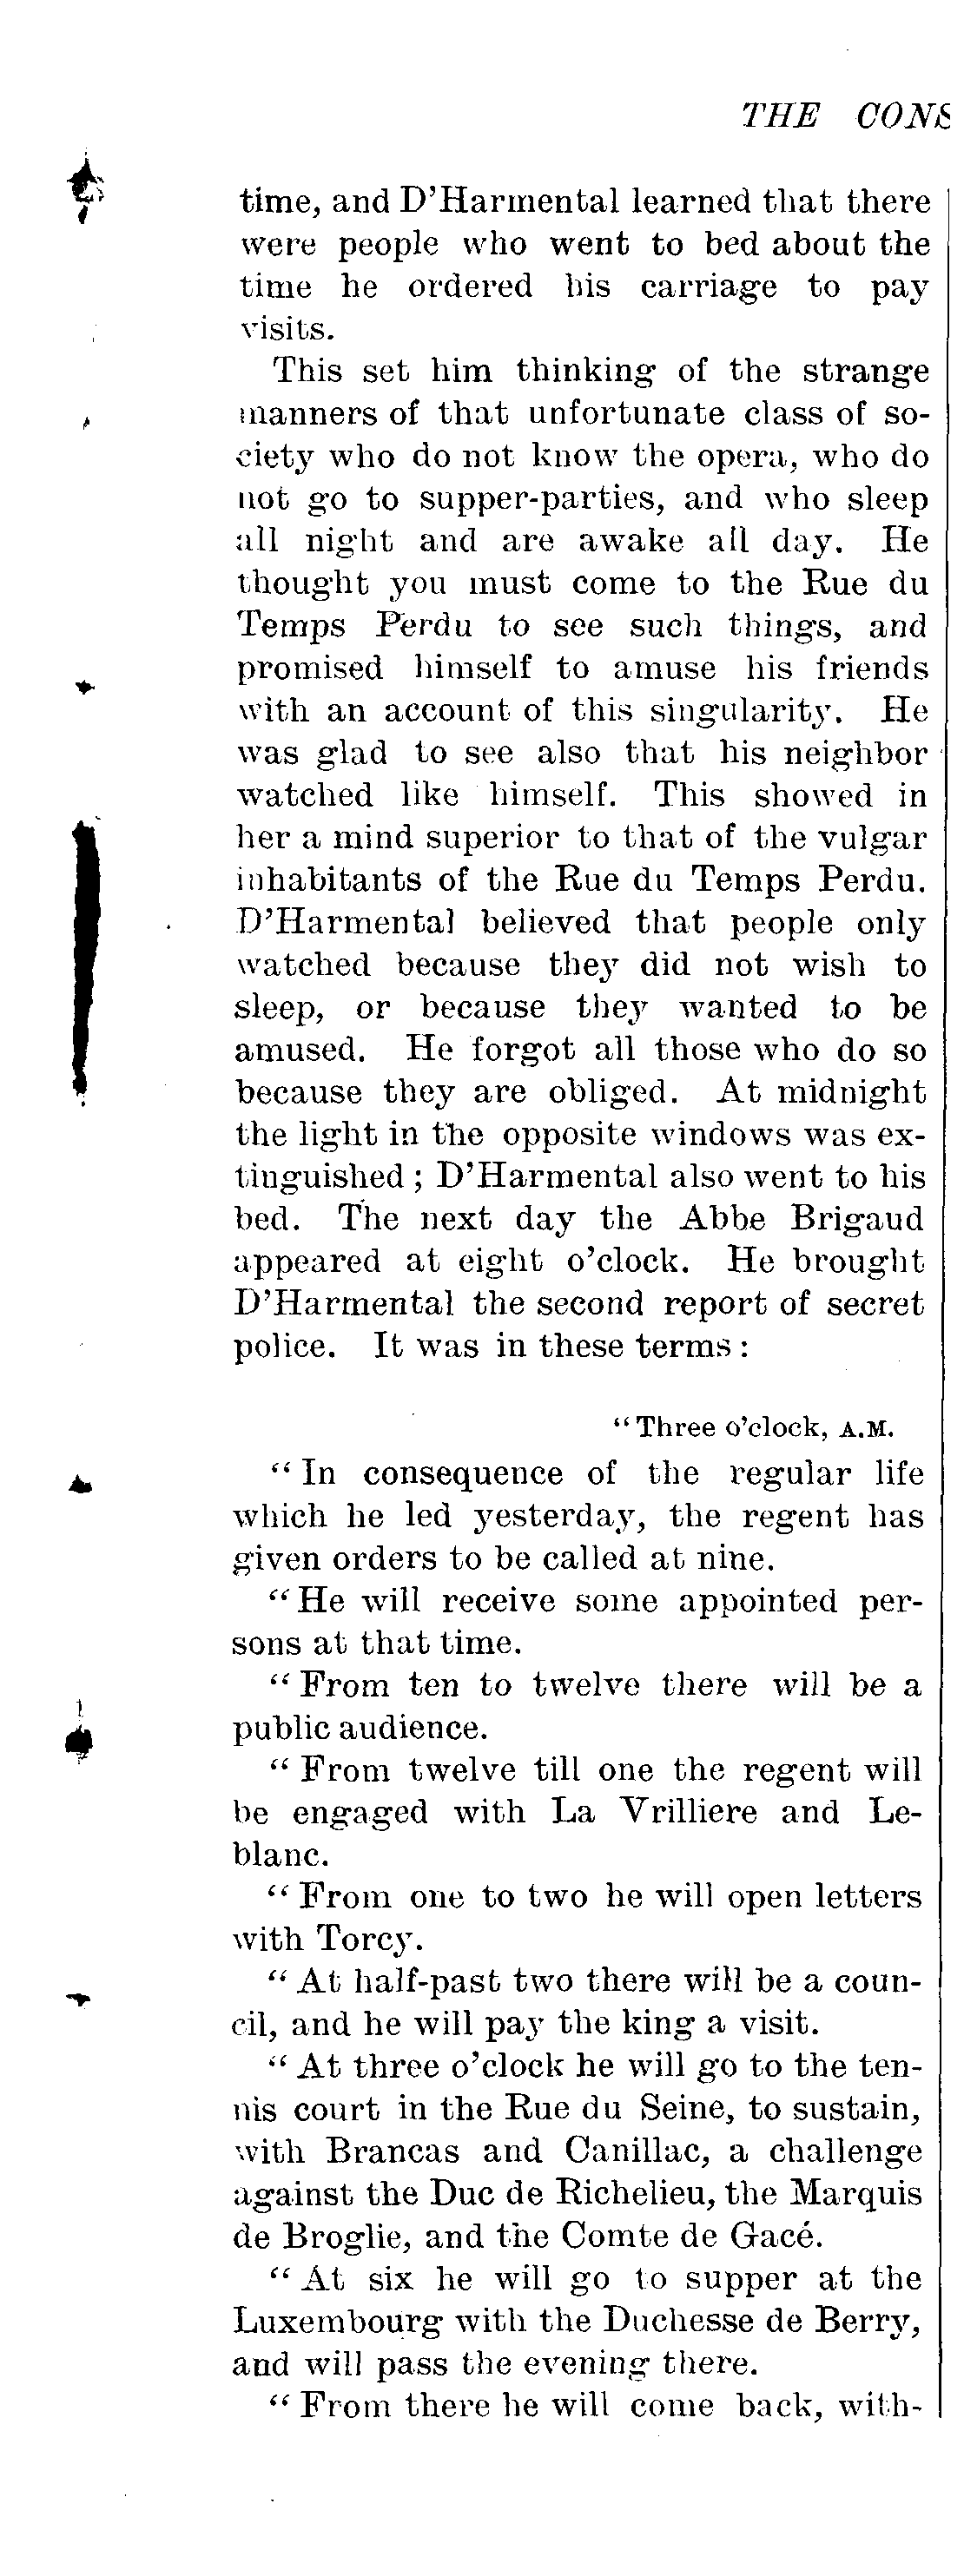 THE CONS
time, and D'Harmental learned that there
were people who went to bed about the
time he ordered his carriage to pay
visits.
This set him thinking of the strange
manners of that unfortunate class of so-
ciety who do not know the opera, who do
not go to supper-parties, and who sleep
all night and are awake all day. He
thought you must come to the Rue du
Temps Perdu to see such things, and
promised himself to amuse his friends
with an account of this singularity. He
was glad to see also that his neighbor
watched like himself. This showed in
her a mind superior to that of the vulgar
inhabitants of the Rue du Temps Perdu.
D'Harmental believed that people only
watched because they did not wish to
sleep, or because they wanted to be
amused. He forgot all those who do so
because they are obliged. At midnight
the light in the opposite windows was ex-
tinguished; D'Harmental also went to his
bed. The next day the Abbe Brigaud
appeared at eight o'clock. He brought
D'Harmental the second report of secret
police. It was in these terms:
"Three o'clock, A.M.
"In consequence of the regular life
which he led yesterday, the regent has
given orders to be called at nine.
"He will receive some appointed per-
sons at that time.
"From ten to twelve there will be a
public audience.
"From twelve till one the regent will
be engaged with La Vrilliere and Le-
blanc.
"From one to two he will open letters
with Torcy.
"At half-past two there will be a coun-
cil, and he will pay the king a visit.
"At three o'clock he will go to the ten-
nis court in the Rue du Seine, to sustain,
with Brancas and Canillac, a challenge
against the Duc de Richelieu, the Marquis
de Broglie, and the Comte de Gacé.
"At six he will go to supper at the
Luxembourg with the Duchesse de Berry,
and will pass the evening there.
"From there he will come back, with-